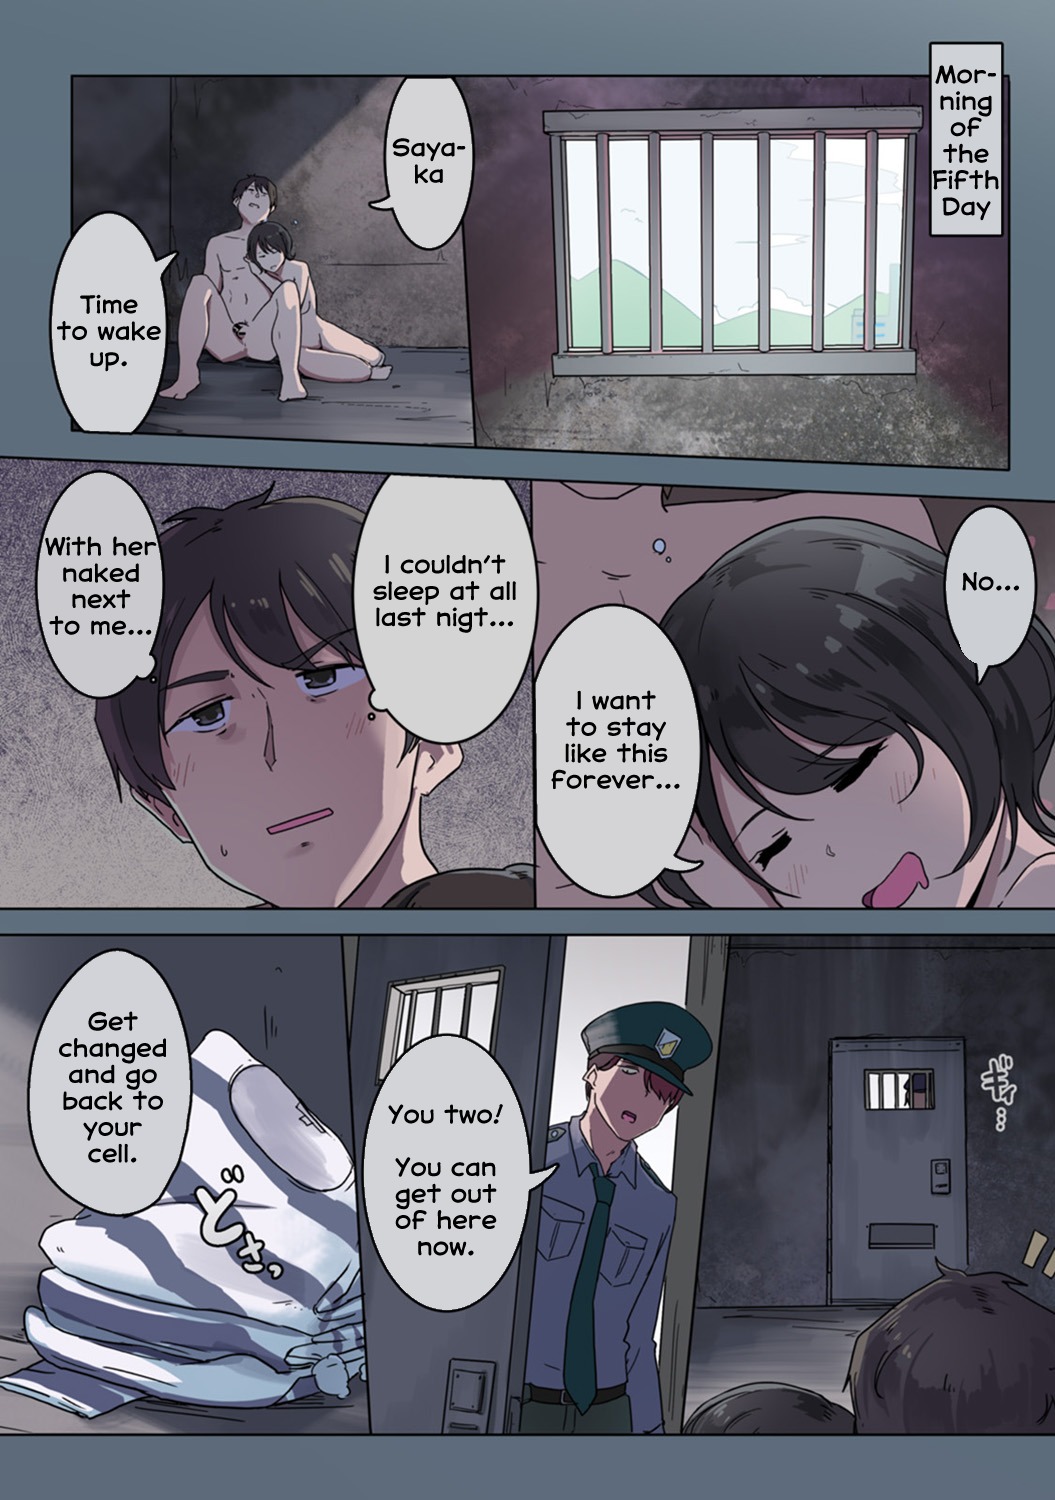 Mor-
ning
of
the
Fifth
Day
Saya-
ka
Time
to wake
up.
No...
I want
to stay
like this
forever...
I couldn't
sleep at all
last nigt...
With her
naked
next
to me...
ギィ…
You two!
You can
get out
of here
now.
Get
changed
and go
back to
your
cell.
どさっ